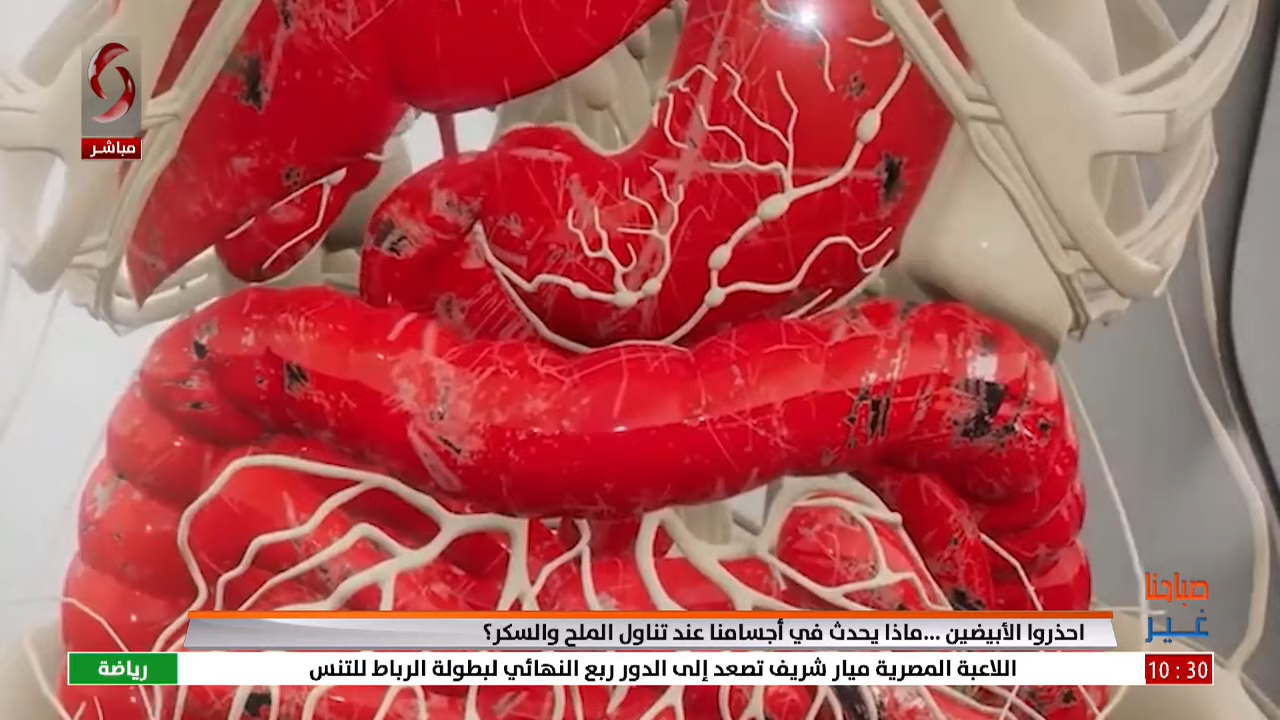 مباشر
صباحنا
غير
احذروا الأبيضين ...ماذا يحدث في أجسامنا عند تناول الملح والسكر؟
رياضة
اللاعبة المصرية ميار شريف تصعد إلى الدور ربع النهائي لبطولة الرباط للتنس
10 : 30